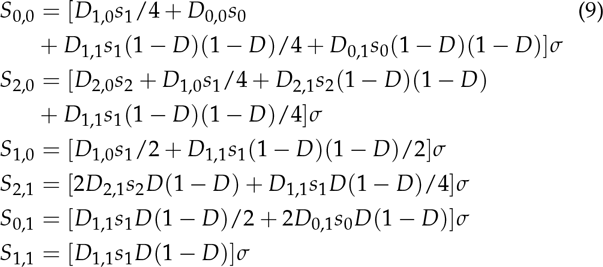 S_{0,0} = [D_{1,0}s_1/4 + D_{0,0}s_0 (9)
+ D_{1,1}s_1(1 − D)(1 − D)/4 + D_{0,1}s_0(1 − D)(1 − D)]σ
S_{2,0} = [D_{2,0}s_2 + D_{1,0}s_1/4 + D_{2,1}s_2(1 − D)(1 − D)
+ D_{1,1}s_1(1 − D)(1 − D)/4]σ
S_{1,0} = [D_{1,0}s_1/2 + D_{1,1}s_1(1 − D)(1 − D)/2]σ
S_{2,1} = [2D_{2,1}s_2D(1 − D) + D_{1,1}s_1D(1 − D)/4]σ
S_{0,1} = [D_{1,1}s_1D(1 − D)/2 + 2D_{0,1}s_0D(1 − D)]σ
S_{1,1} = [D_{1,1}s_1D(1 − D)]σ